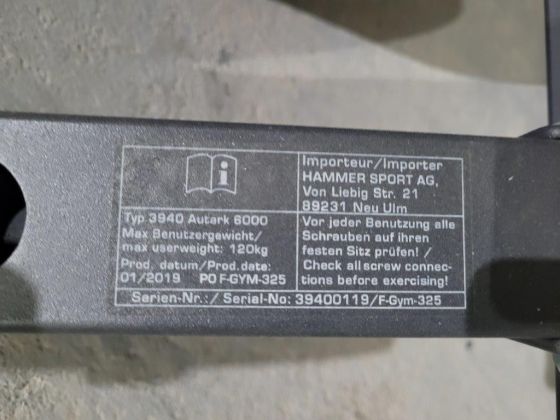 i
Typ 3940 Autark 6000
Max Benutzergewicht/
max userweight: 120kg
Prod. datum/Prod.date:
01/2019 PO F-GYM-325
Importeur/Importer
HAMMER SPORT AG,
Von Liebig Str. 21
89231 Neu Ulm
Vor jeder Benutzung alle
Schrauben auf ihren
festen Sitz prüfen! /
Check all screw connec-
tions before exercising!
Serien-Nr.:/ Serial-No: 39400119/F-Gym-325